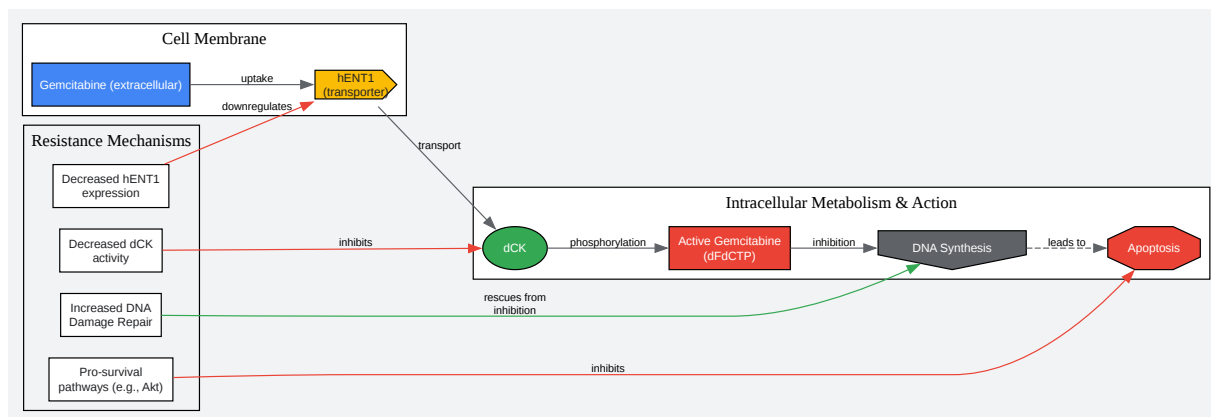 Cell Membrane
Gemcitabine (extracellular)
uptake
hENT1
(transporter)
downregulates
transport
Resistance Mechanisms
Decreased hENT1
expression
Decreased dCK
activity
Increased DNA
Damage Repair
Pro-survival
pathways (e.g., Akt)
inhibits
rescues from
inhibition
inhibits
Intracellular Metabolism & Action
dCK
phosphorylation
Active Gemcitabine
(dFdCTP)
inhibition
DNA Synthesis
leads to
Apoptosis